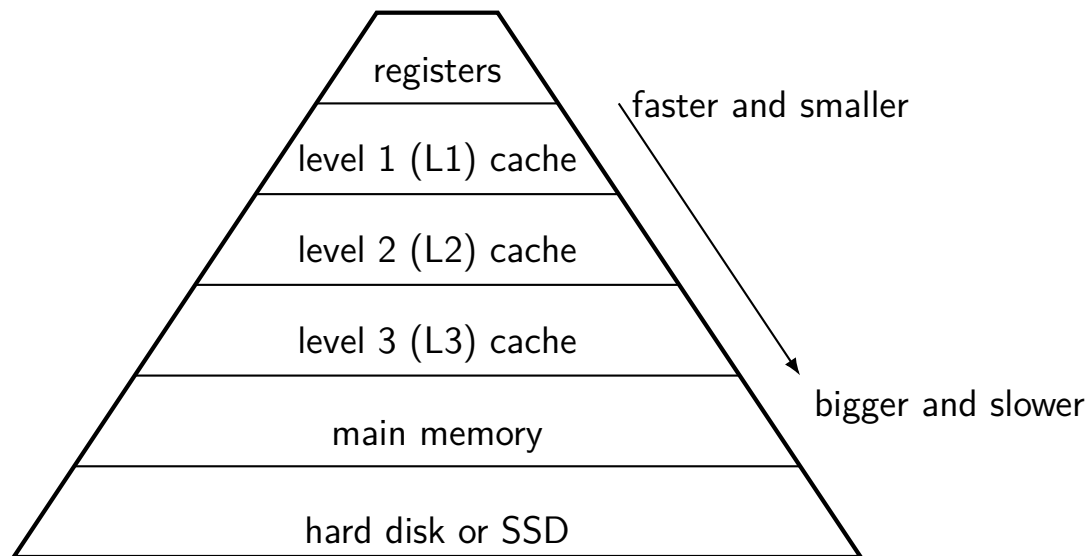 registers
faster and smaller
level 1 (L1) cache
level 2 (L2) cache
level 3 (L3) cache
bigger and slower
main memory
hard disk or SSD